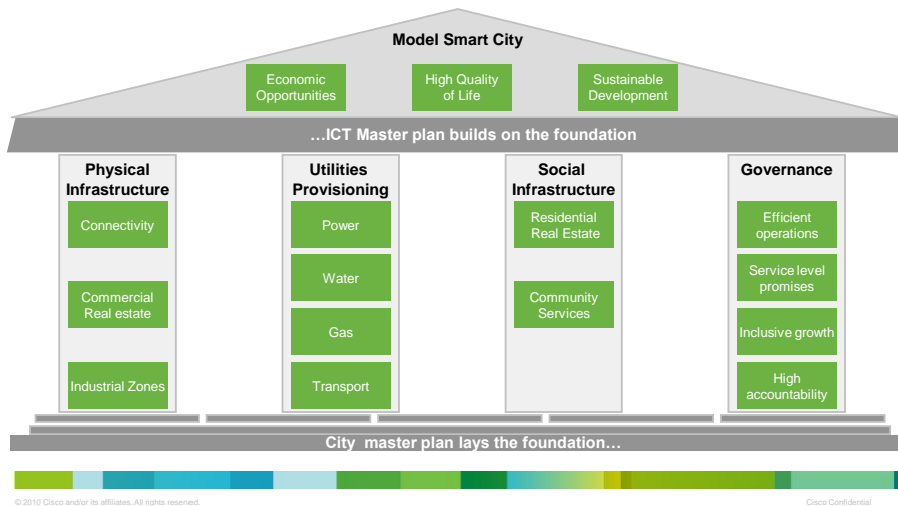 Model Smart City
Economic
Opportunities
High Quality
of Life
Sustainable
Development
…ICT Master plan builds on the foundation
Physical
Infrastructure
Connectivity
Commercial
Real estate
Industrial Zones
Utilities
Provisioning
Power
Water
Gas
Transport
Social
Infrastructure
Residential
Real Estate
Community
Services
Governance
Efficient
operations
Service level
promises
Inclusive growth
High
accountability
City master plan lays the foundation…
© 2010 Cisco and/or its affiliates. All rights reserved.
Cisco Confidential